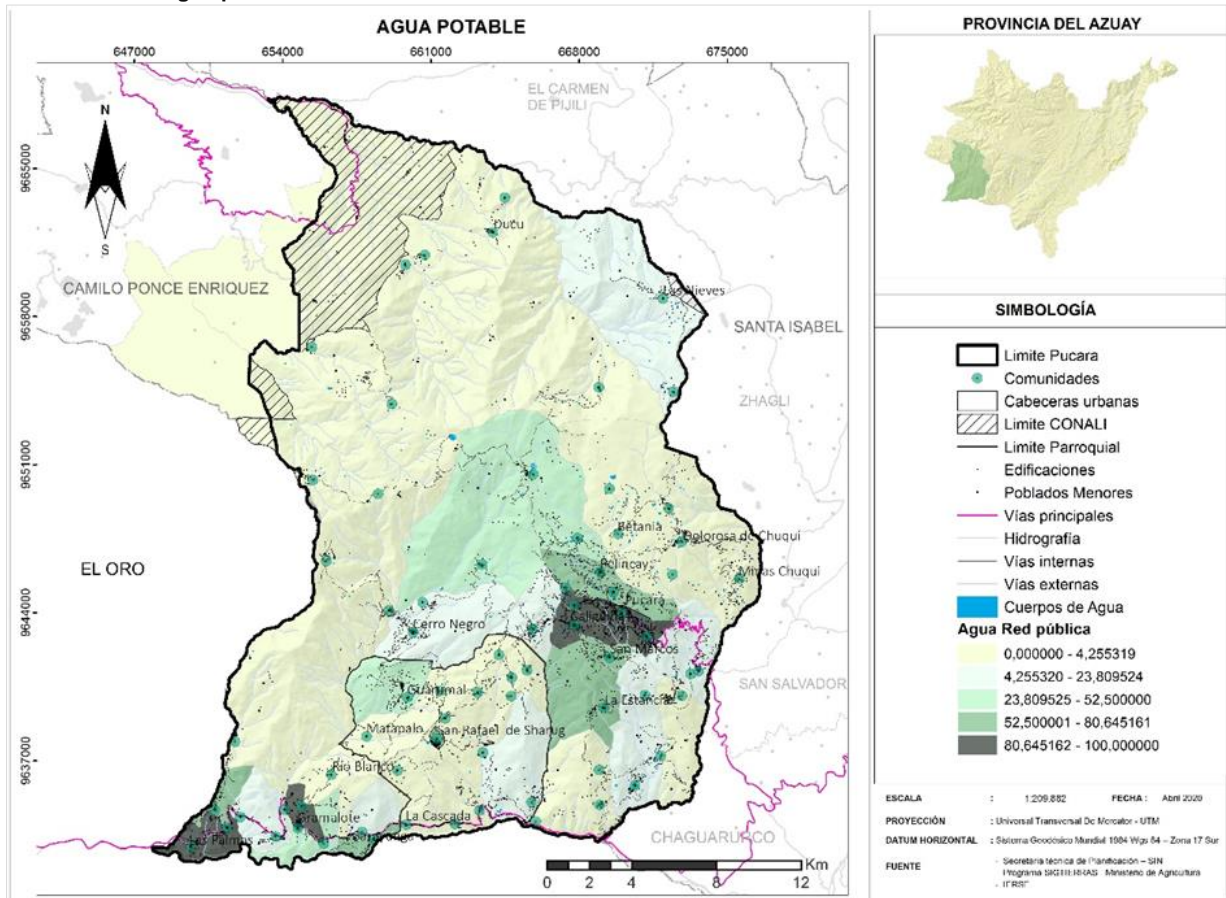 AGUA POTABLE
647000 654000 661000 668000 675000
9665000
9658000
9651000
9644000
9637000
N
S
EL CARMEN
DE PIJILI
Ducu
CAMILO PONCE ENRIQUEZ
Las Nieves
SANTA ISABEL
ZHAGLI
Betania
Dolorosa de Chuqui
EL ORO
Pelincay
Minas Chuqui
Pucara
Cerro Negro
San Marcos
SAN SALVADOR
Guarumal
La Estancia
Matapalo
San Rafael de Sharug
Rio Blanco
Gramalote
La Cascada
Las Palmas
CHAGUARURCO
Km
0 2 4 8 12
PROVINCIA DEL AZUAY
SIMBOLOGÍA
Limite Pucara
Comunidades
Cabeceras urbanas
Limite CONALI
Limite Parroquial
Edificaciones
Poblados Menores
Vías principales
Hidrografía
Vías internas
Vías externas
Cuerpos de Agua
Agua Red pública
0,000000 - 4,255319
4,255320 - 23,809524
23,809525 - 52,500000
52,500001 - 80,645161
80,645162 - 100,000000
ESCALA : 1:209,882 FECHA : Abril 2020
PROYECCIÓN : Universal Transversal De Mercator - UTM
DATUM HORIZONTAL : Sistema Geodésico Mundial 1984 Wgs 84 – Zona 17 Sur
FUENTE - Secretaría técnica de Planificación – SIN
Programa SIGTIERRAS Ministerio de Agricultura
- IERSE